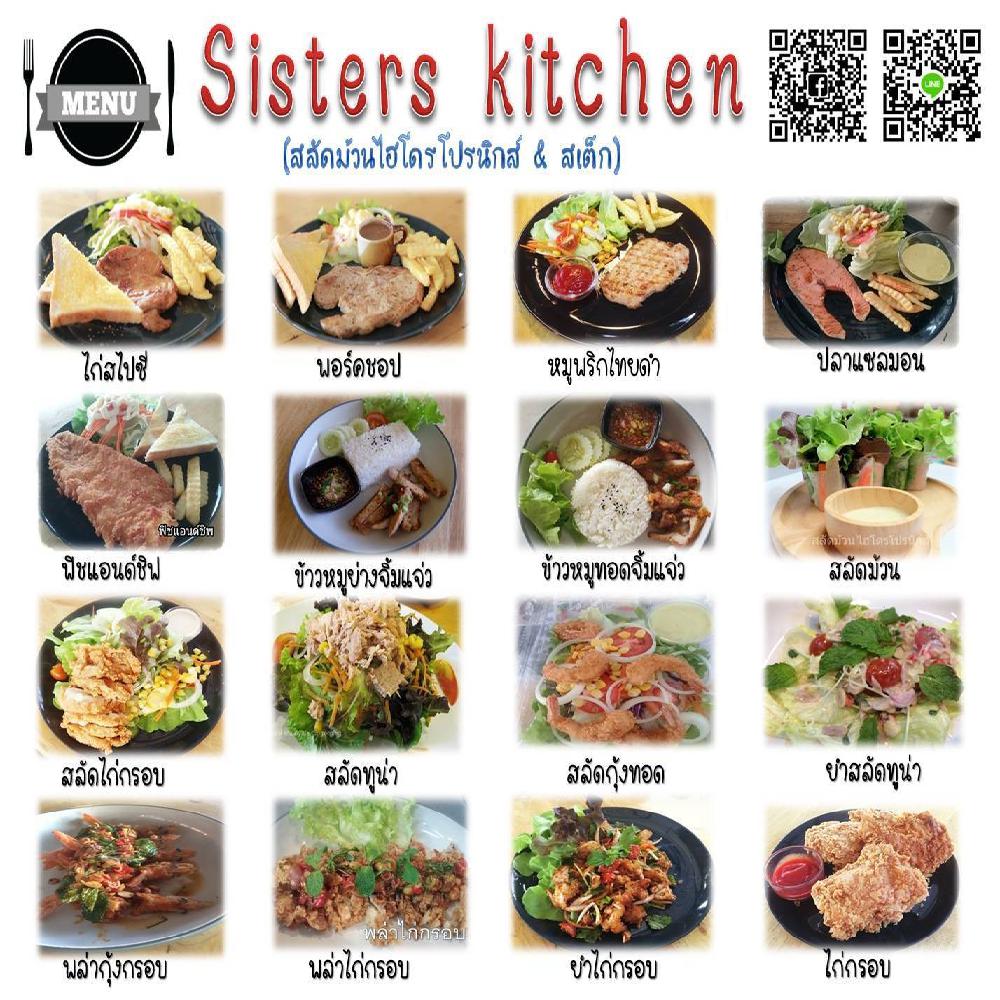 MENU
Sisters kitchen
(สลัดม้วนไฮโดรโปรนิกส์ & สเต็ก)
LINE
ไก่สไปซี่ พอร์คชอป หมูพริกไทยดำ ปลาแซลมอน
ฟิชแอนด์ชิพ
ฟิชแอนด์ชิฟ ข้าวหมูย่างจิ้มแจ่ว ข้าวหมูทอดจิ้มแจ่ว สลัดม้วน
สลัดม้วนไฮโดรโปรนิกส์
สลัดไก่กรอบ สลัดทูน่า สลัดกุ้งทอด ยำสลัดทูน่า
พล่าไก่กรอบ
พล่ากุ้งกรอบ พล่าไก่กรอบ ยำไก่กรอบ ไก่กรอบ